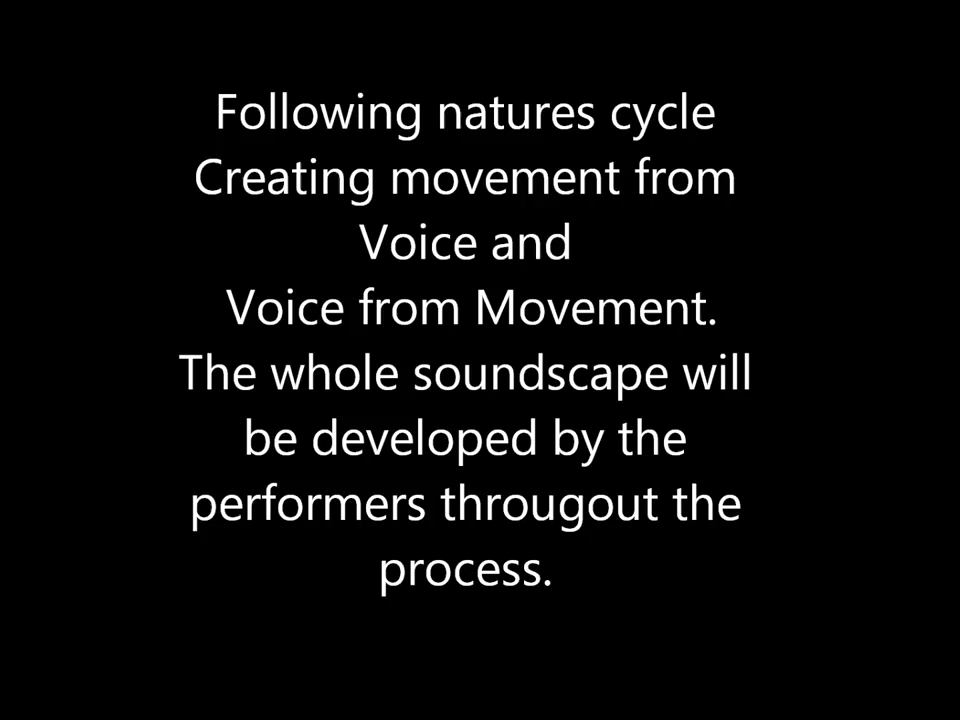 Following natures cycle
Creating movement from
Voice and
Voice from Movement.
The whole soundscape will
be developed by the
performers througout the
process.